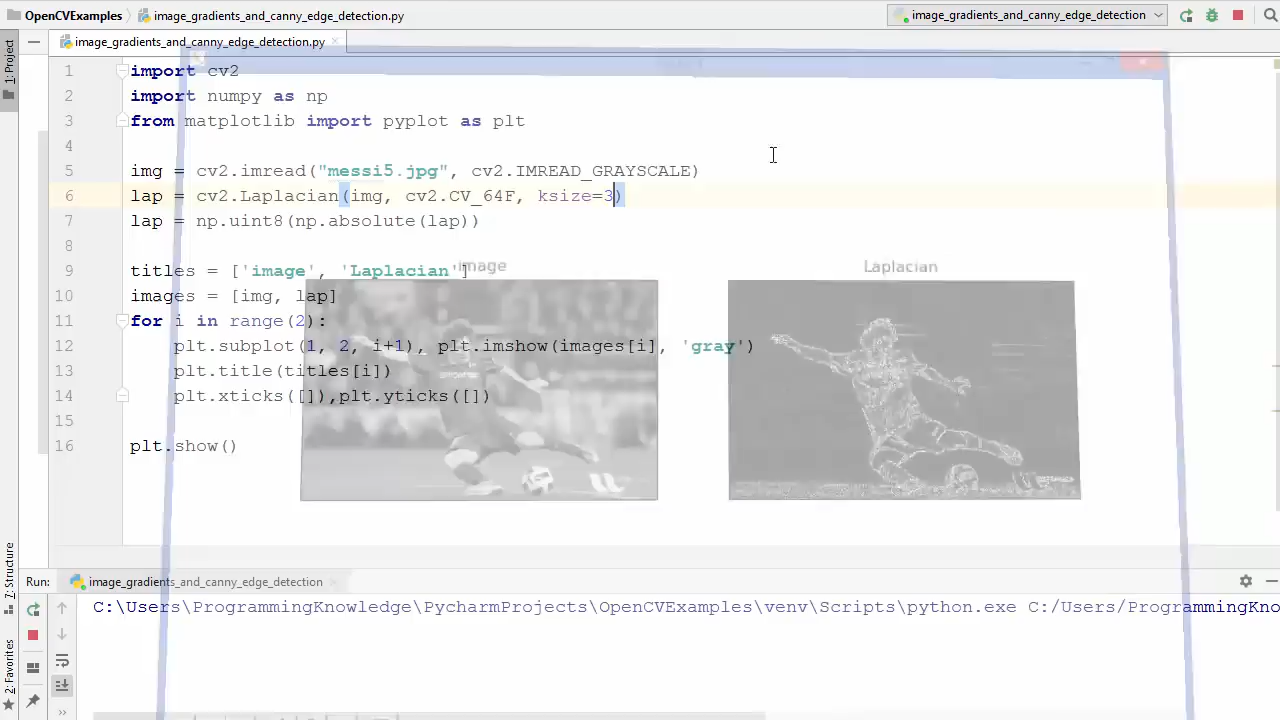 OpenCVExamples image_gradients_and_canny_edge_detection.py image_gradients_and_canny_edge_detection
1: Project
image_gradients_and_canny_edge_detection.py
1 import cv2
2 import numpy as np
3 from matplotlib import pyplot as plt
4
5 img = cv2.imread("messi5.jpg", cv2.IMREAD_GRAYSCALE)
6 lap = cv2.Laplacian(img, cv2.CV_64F, ksize=3)
7 lap = np.uint8(np.absolute(lap))
8
9 titles = ['image', 'Laplacian']
10 images = [img, lap]
11 for i in range(2):
12 plt.subplot(1, 2, i+1), plt.imshow(images[i], 'gray')
13 plt.title(titles[i])
14 plt.xticks([]),plt.yticks([])
15
16 plt.show()
image
Laplacian
7: Structure
2: Favorites
Run: image_gradients_and_canny_edge_detection
C:\Users\ProgrammingKnowledge\PycharmProjects\OpenCVExamples\venv\Scripts\python.exe C:/Users/ProgrammingKno